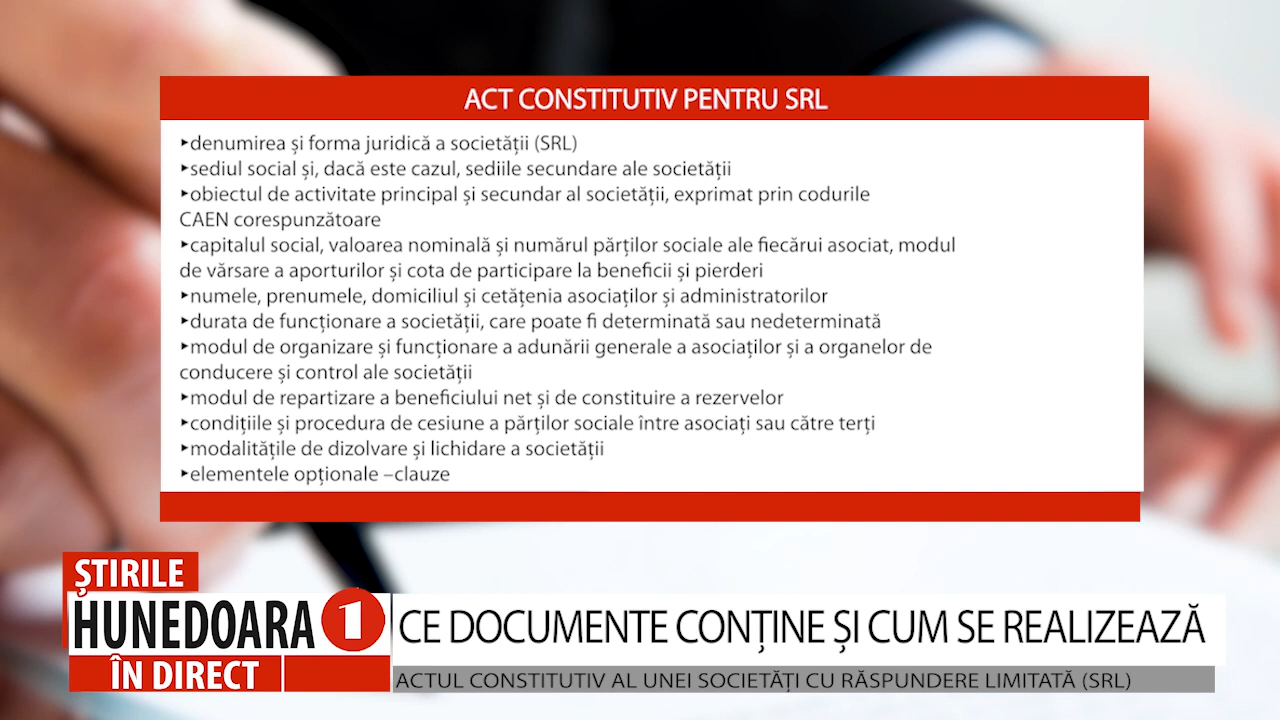 ACT CONSTITUTIV PENTRU SRL
‣denumirea și forma juridică a societății (SRL)
‣sediul social și, dacă este cazul, sediile secundare ale societății
‣obiectul de activitate principal și secundar al societății, exprimat prin codurile
CAEN corespunzătoare
‣capitalul social, valoarea nominală și numărul părților sociale ale fiecărui asociat, modul
de vărsare a aporturilor și cota de participare la beneficii și pierderi
‣numele, prenumele, domiciliul și cetățenia asociaților și administratorilor
‣durata de funcționare a societății, care poate fi determinată sau nedeterminată
‣modul de organizare și funcționare a adunării generale a asociaților și a organelor de
conducere și control ale societății
‣modul de repartizare a beneficiului net și de constituire a rezervelor
‣condițiile și procedura de cesiune a părților sociale între asociați sau către terți
‣modalitățile de dizolvare și lichidare a societății
‣elementele opționale –clauze
ȘTIRILE
HUNEDOARA 1
ÎN DIRECT
CE DOCUMENTE CONȚINE ȘI CUM SE REALIZEAZĂ
ACTUL CONSTITUTIV AL UNEI SOCIETĂȚI CU RĂSPUNDERE LIMITATĂ (SRL)